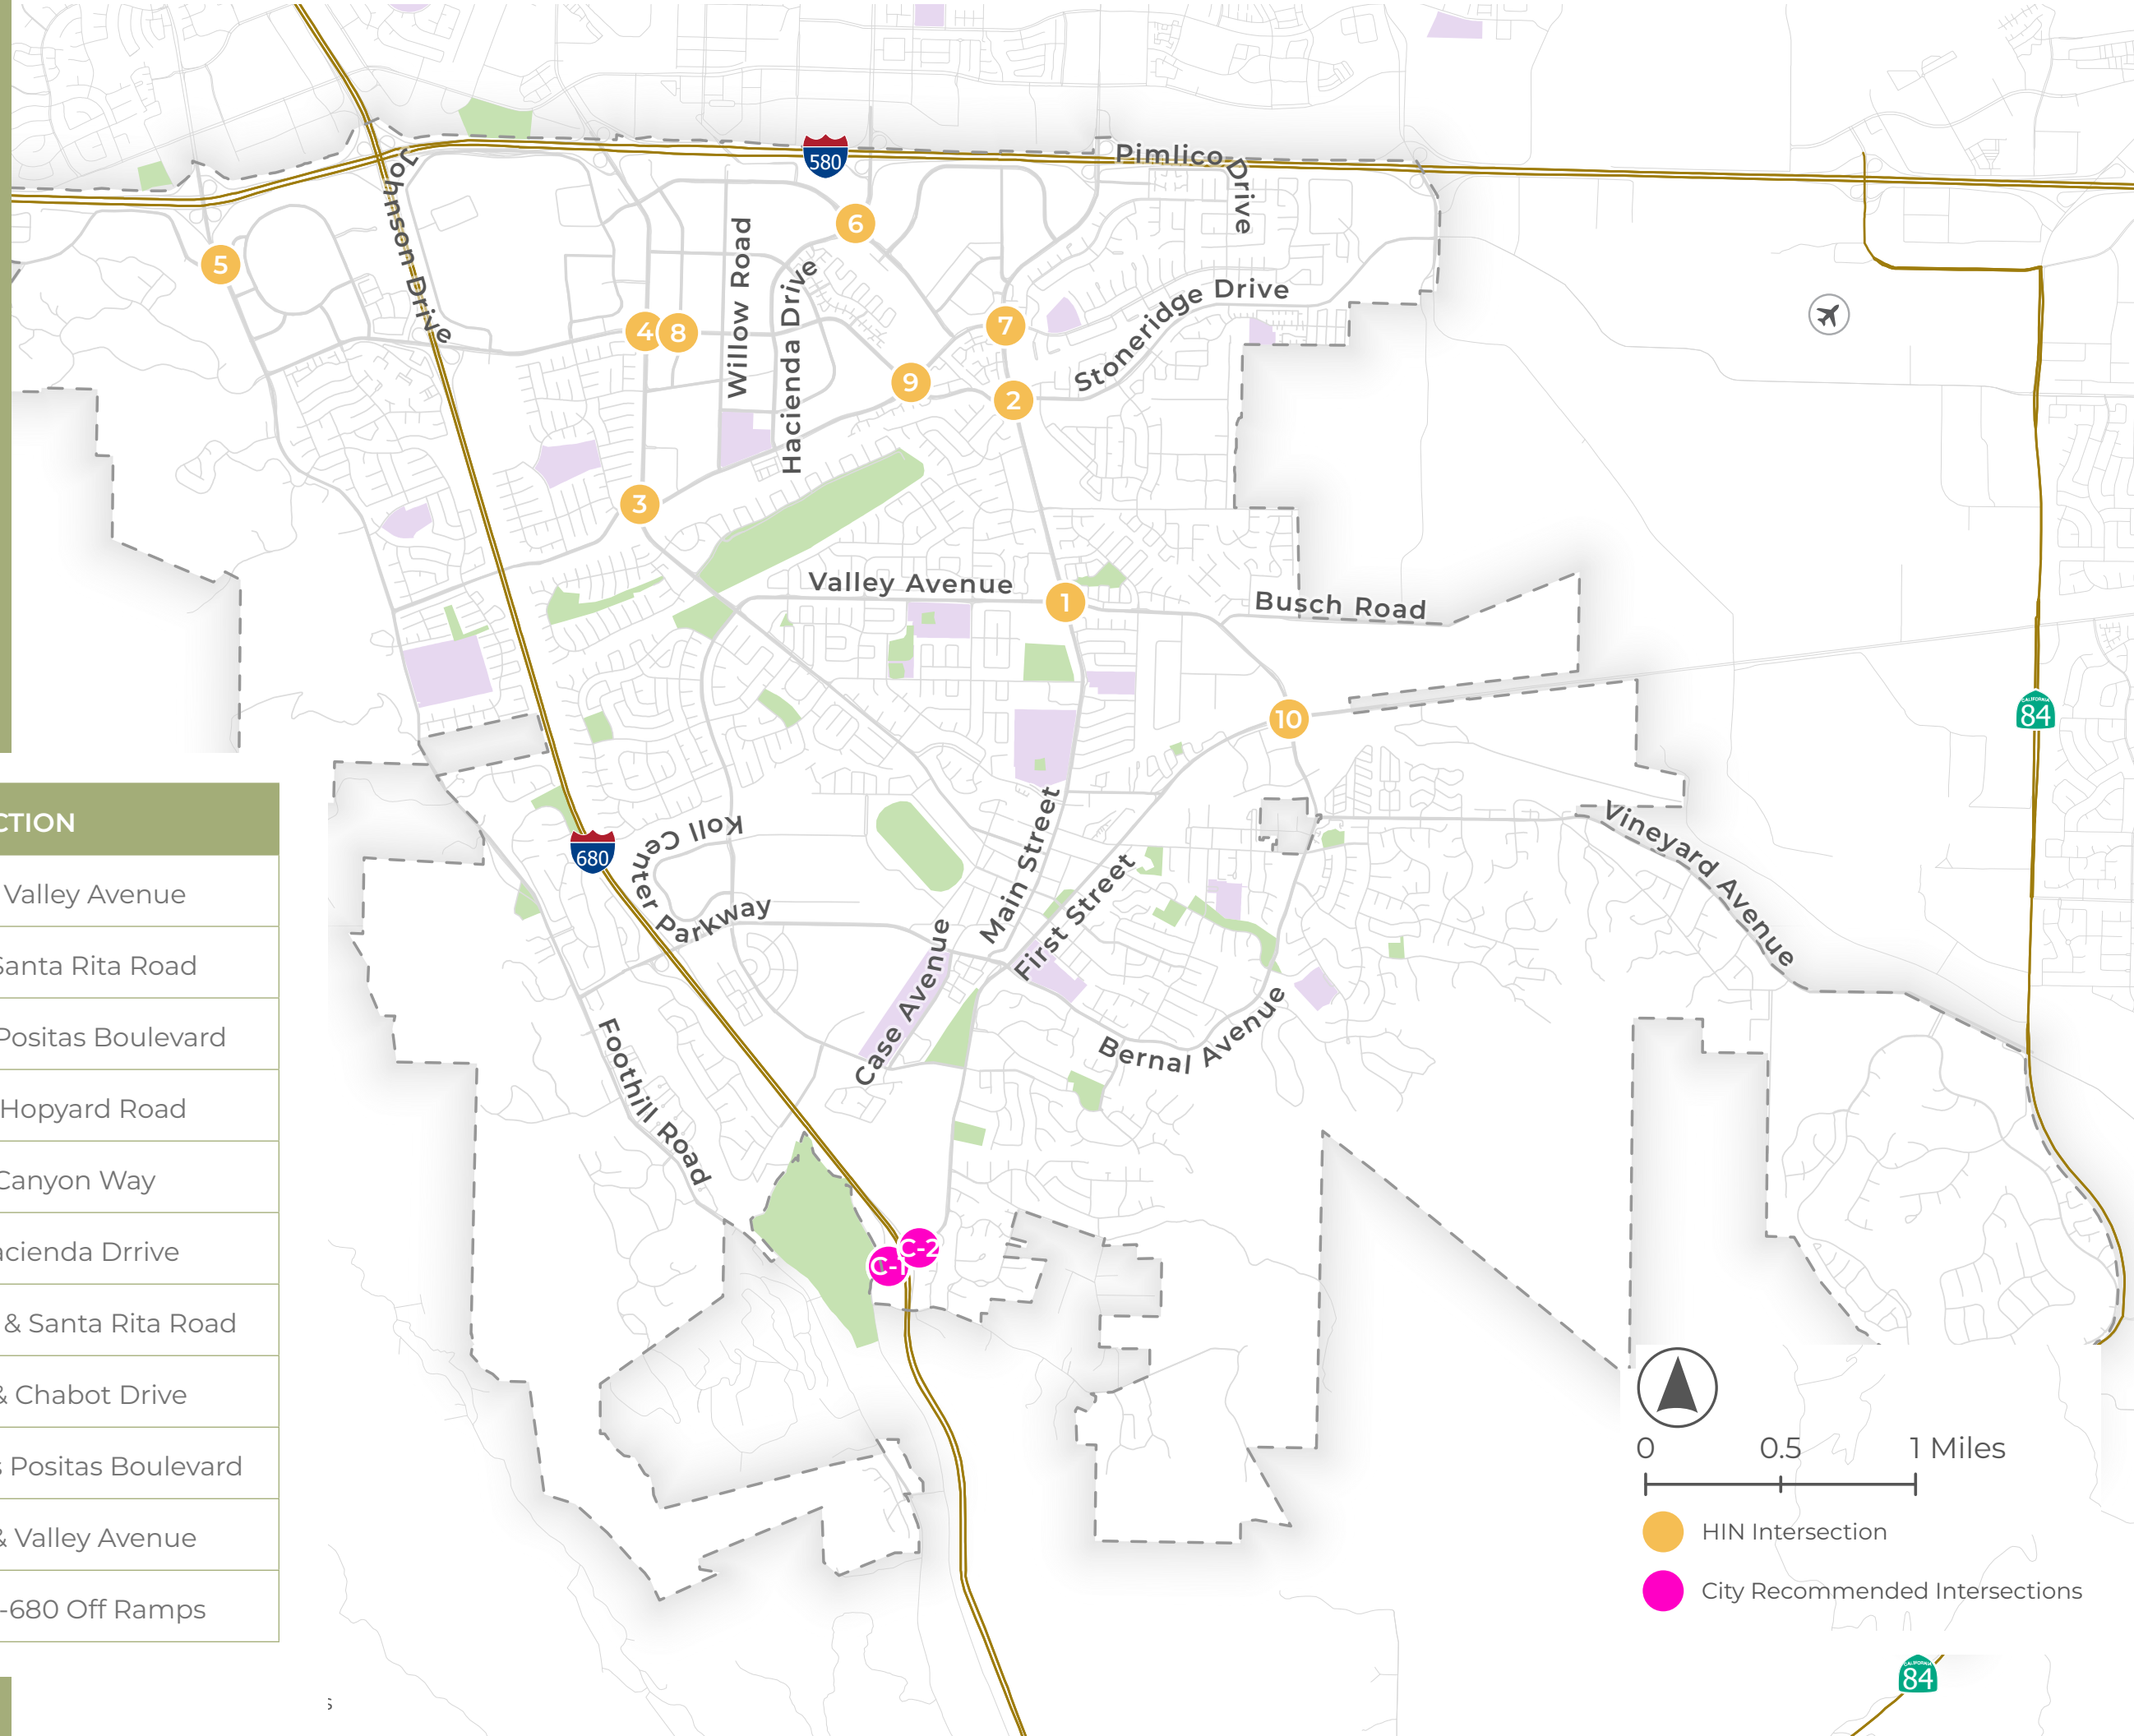 580
Pimlico Drive
Johnson Drive
6
5
Willow Road
Hacienda Drive
Stoneridge Drive
4
8
7
9
2
3
Valley Avenue
1
Busch Road
10
CALIFORNIA
84
CTION
Valley Avenue
Santa Rita Road
Positas Boulevard
Hopyard Road
Canyon Way
acienda Drrive
& Santa Rita Road
& Chabot Drive
s Positas Boulevard
& Valley Avenue
-680 Off Ramps
s
680
Koll Center Parkway
Main Street
First Street
Vineyard Avenue
Case Avenue
Bernal Avenue
Foothill Road
C-2
C-1
0 0.5 1 Miles
HIN Intersection
City Recommended Intersections
CALIFORNIA
84